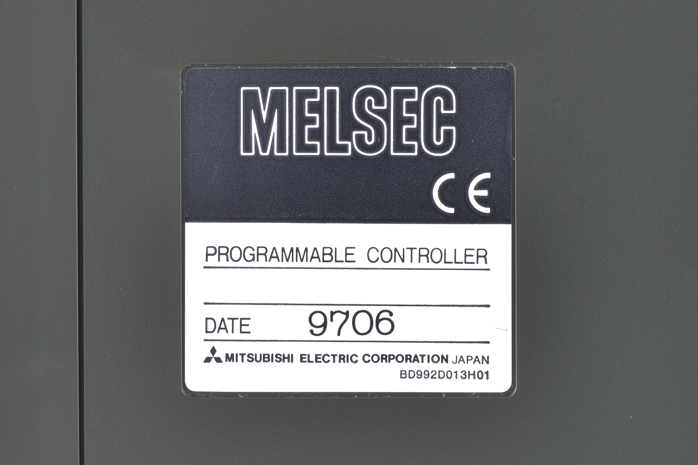 MELSEC
CE
PROGRAMMABLE CONTROLLER
DATE 9706
MITSUBISHI ELECTRIC CORPORATION JAPAN
BD992D013H01